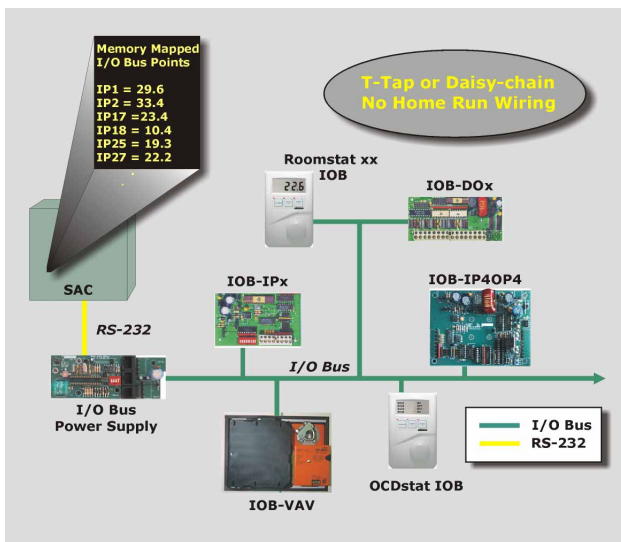 Memory Mapped
I/O Bus Points
IP1 = 29.6
IP2 = 33.4
IP17 =23.4
IP18 = 10.4
IP25 = 19.3
IP27 = 22.2
T-Tap or Daisy-chain
No Home Run Wiring
Roomstat xx
IOB
22.6
IOB-DOx
SAC
IOB-IPx
IOB-IP4OP4
RS-232
I/O Bus
I/O Bus
Power Supply
I/O Bus
RS-232
OCDstat IOB
IOB-VAV